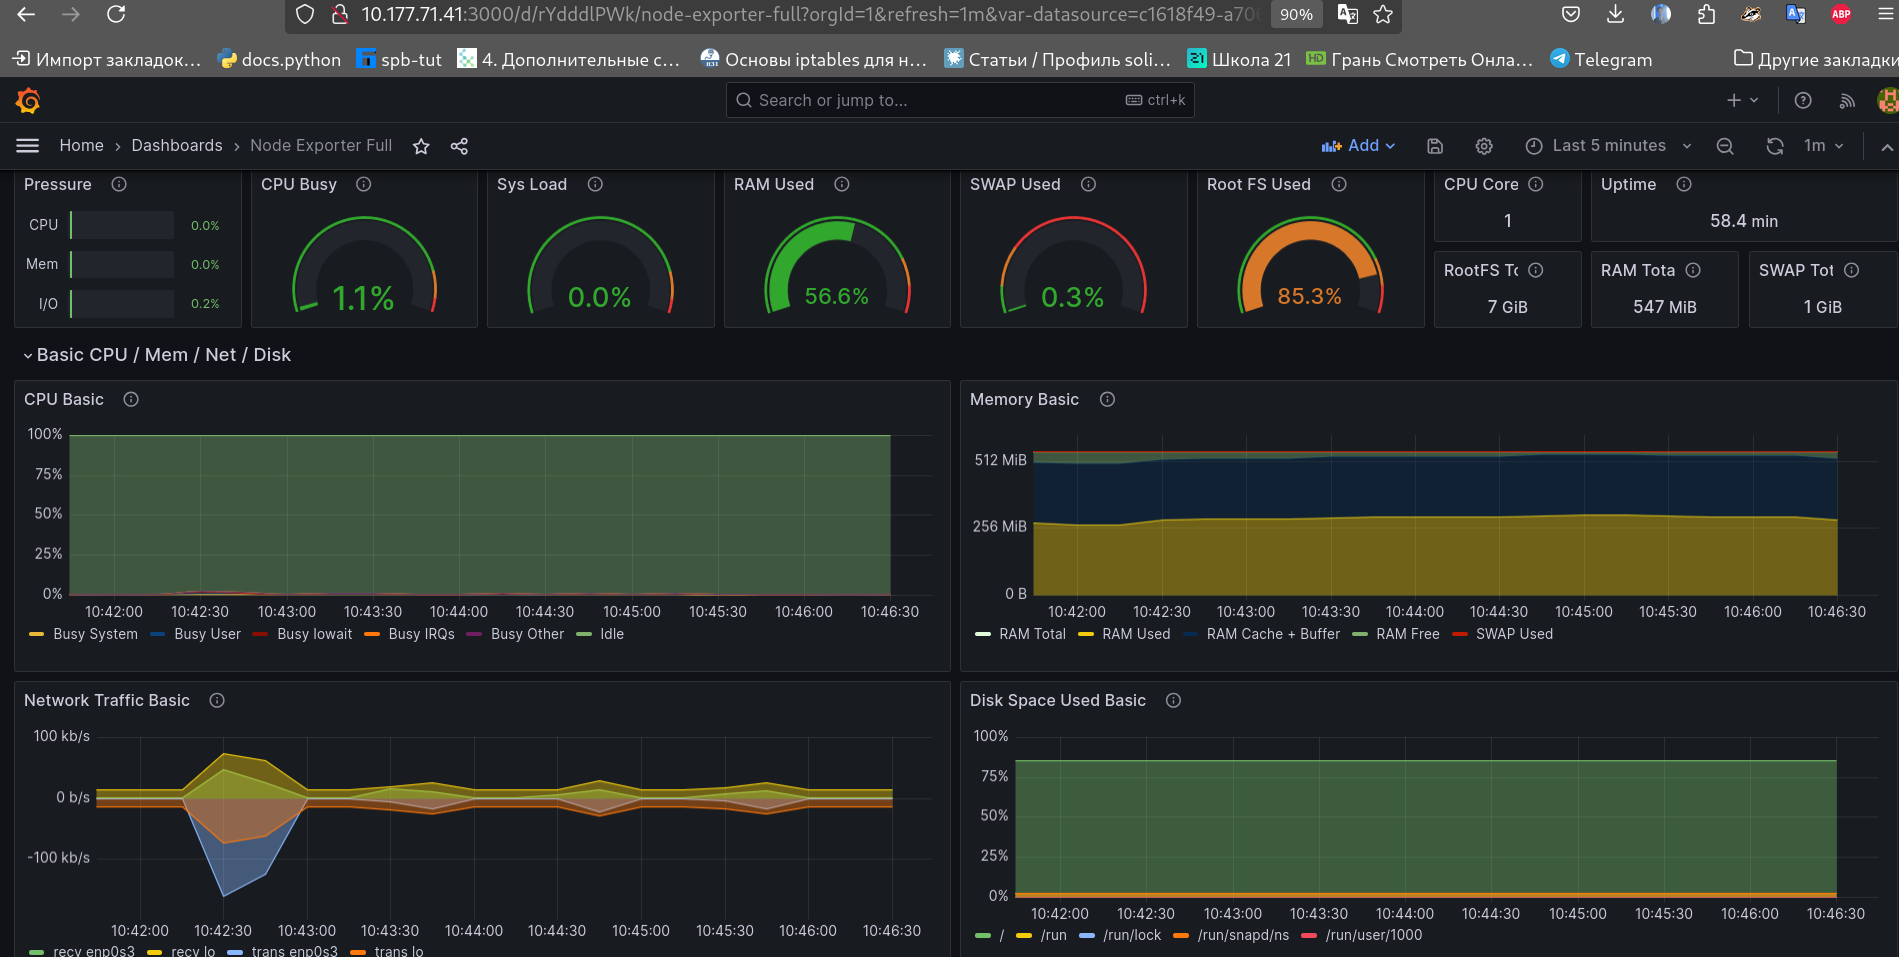 10.177.71.41:3000/d/rYdddlPWk/node-exporter-full?orgId=1&refresh=1m&var-datasource=c1618f49-a706 90% ABP
Импорт закладок... docs.python spb-tut 4. Дополнительные с... Основы iptables для н... Статьи / Профиль soli... 21 Школа 21 HD Грань Смотреть Онла... Telegram Другие закладки
Search or jump to... ctrl+k
Home › Dashboards › Node Exporter Full Add Last 5 minutes 1m
Pressure CPU Busy Sys Load RAM Used SWAP Used Root FS Used CPU Core Uptime
CPU 0.0%
Mem 0.0%
I/O 0.2%
1.1% 0.0% 56.6% 0.3% 85.3%
1 58.4 min
RootFS To RAM Tota SWAP Tot
7 GiB 547 MiB 1 GiB
Basic CPU / Mem / Net / Disk
CPU Basic
100%
75%
50%
25%
0%
10:42:00 10:42:30 10:43:00 10:43:30 10:44:00 10:44:30 10:45:00 10:45:30 10:46:00 10:46:30
Busy System Busy User Busy Iowait Busy IRQs Busy Other Idle
Memory Basic
512 MiB
256 MiB
0 B
10:42:00 10:42:30 10:43:00 10:43:30 10:44:00 10:44:30 10:45:00 10:45:30 10:46:00 10:46:30
RAM Total RAM Used RAM Cache + Buffer RAM Free SWAP Used
Network Traffic Basic
100 kb/s
0 b/s
-100 kb/s
10:42:00 10:42:30 10:43:00 10:43:30 10:44:00 10:44:30 10:45:00 10:45:30 10:46:00 10:46:30
recv enp0s3 recv lo trans enp0s3 trans lo
Disk Space Used Basic
100%
75%
50%
25%
0%
10:42:00 10:42:30 10:43:00 10:43:30 10:44:00 10:44:30 10:45:00 10:45:30 10:46:00 10:46:30
/ /run /run/lock /run/snapd/ns /run/user/1000